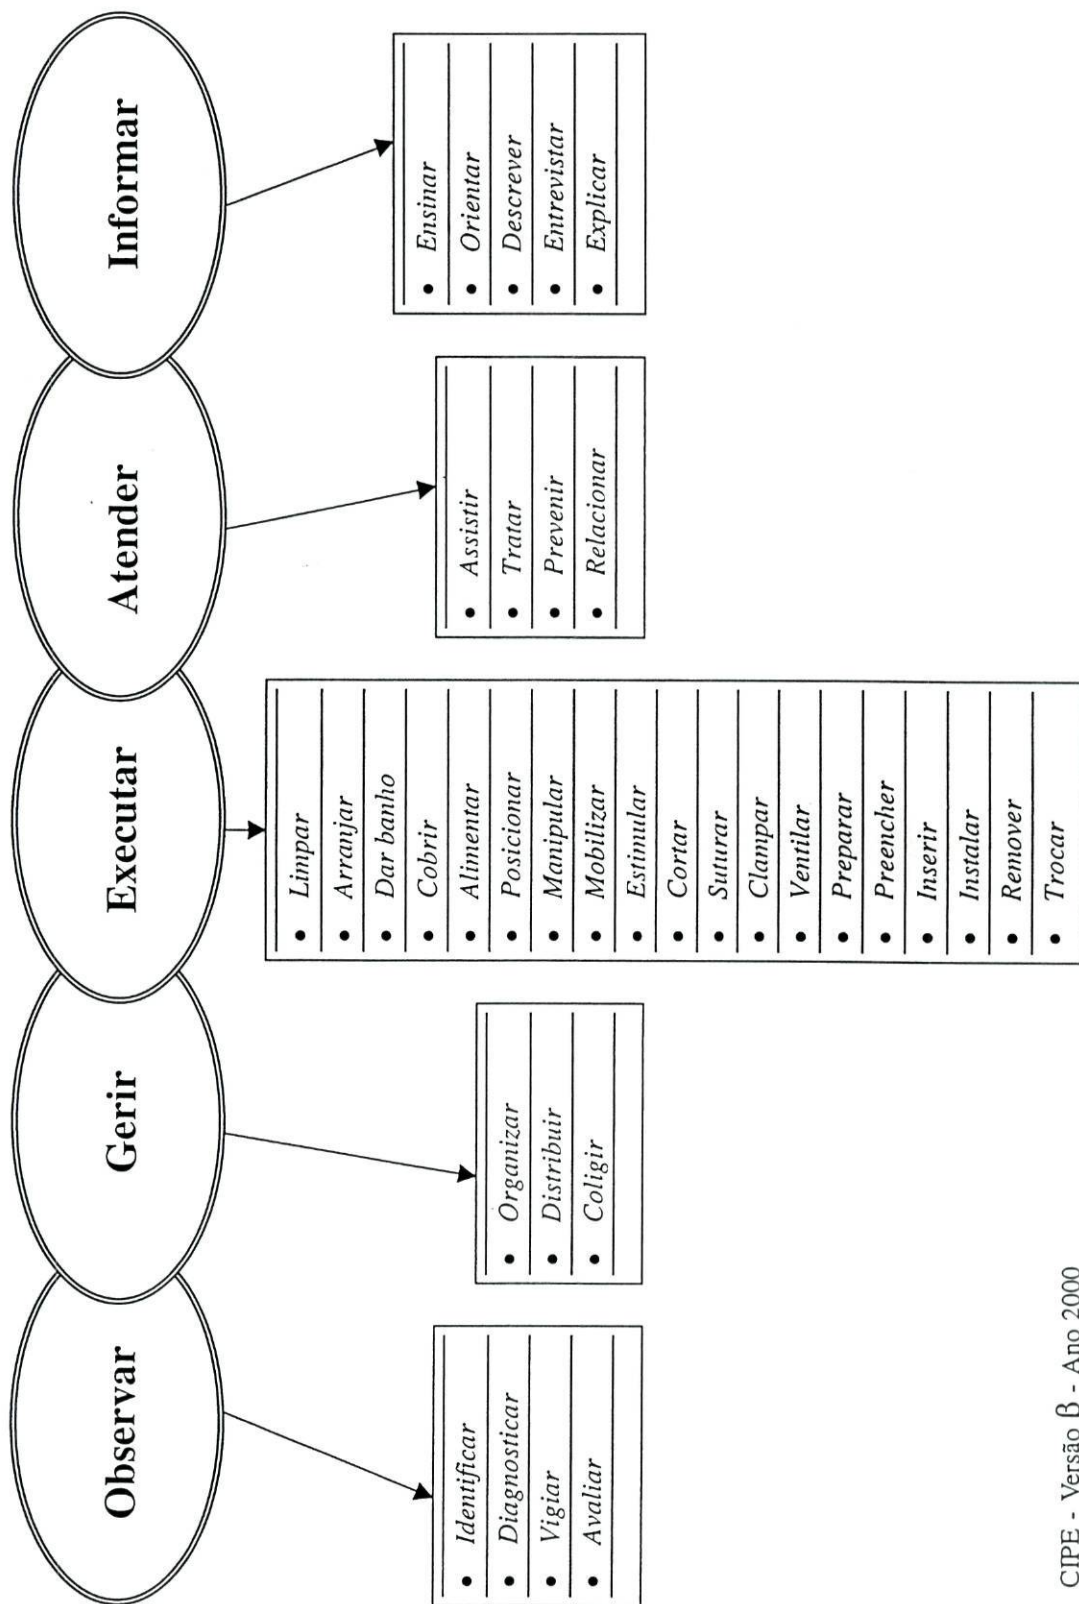 Observar
Gerir
Executar
Atender
Informar
• Identificar
• Diagnosticar
• Vigiar
• Avaliar
• Organizar
• Distribuir
• Coligir
• Limpar
• Arranjar
• Dar banho
• Cobrir
• Alimentar
• Posicionar
• Manipular
• Mobilizar
• Estimular
• Cortar
• Suturar
• Clampar
• Ventilar
• Preparar
• Preencher
• Inserir
• Instalar
• Remover
• Trocar
• Assistir
• Tratar
• Prevenir
• Relacionar
• Ensinar
• Orientar
• Descrever
• Entrevistar
• Explicar
CIPE - Versão β - Ano 2000